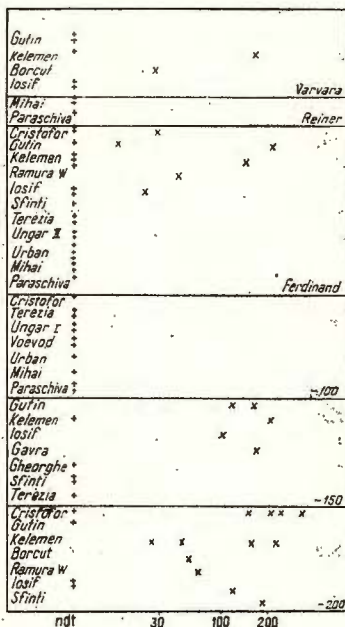 Gutin
Kelemen
Borcut
Iosif
Varvara
Mihai
Paraschiva
Reiner
Cristofor
Gutin
Kelemen
Ramura W
Iosif
Sfinti
Terezia
Ungar II
Urban
Mihai
Paraschiva
Ferdinand
Cristofor
Terezia
Ungar I
Voevod
Urban
Mihai
Paraschiva
-100
Gutin
Kelemen
Iosif
Gavra
Gheorghe
Sfinti
Terezia
-150
Cristofor
Gutin
Kelemen
Borcut
Ramura W
Iosif
Sfinti
-200
ndt 30 100 200